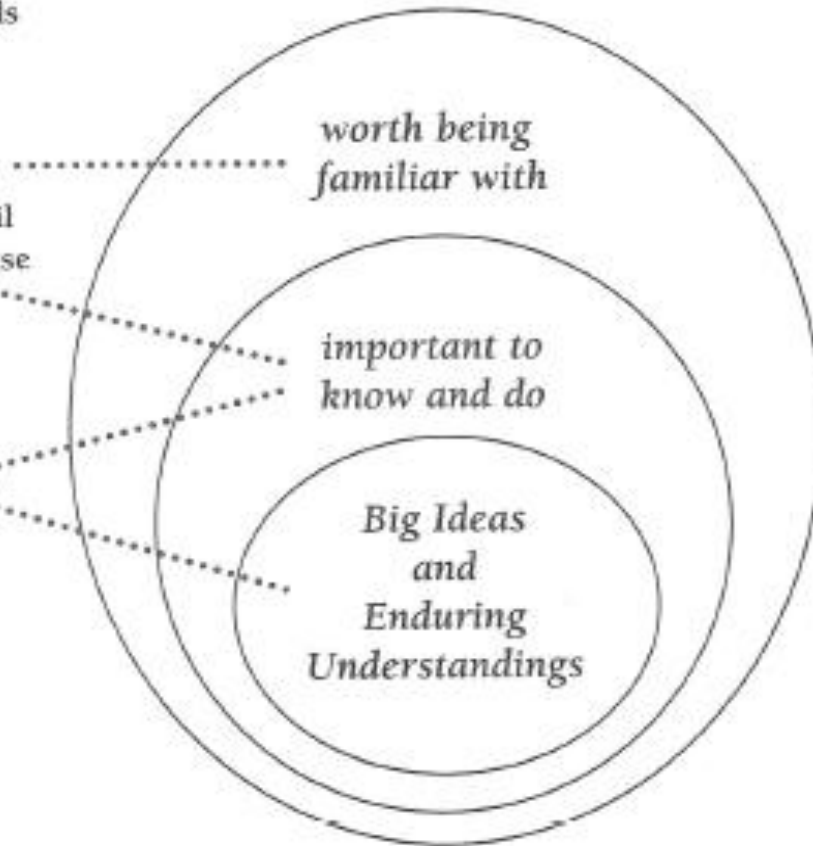 worth being
familiar with
important to
know and do
Big Ideas
and
Enduring
Understandings